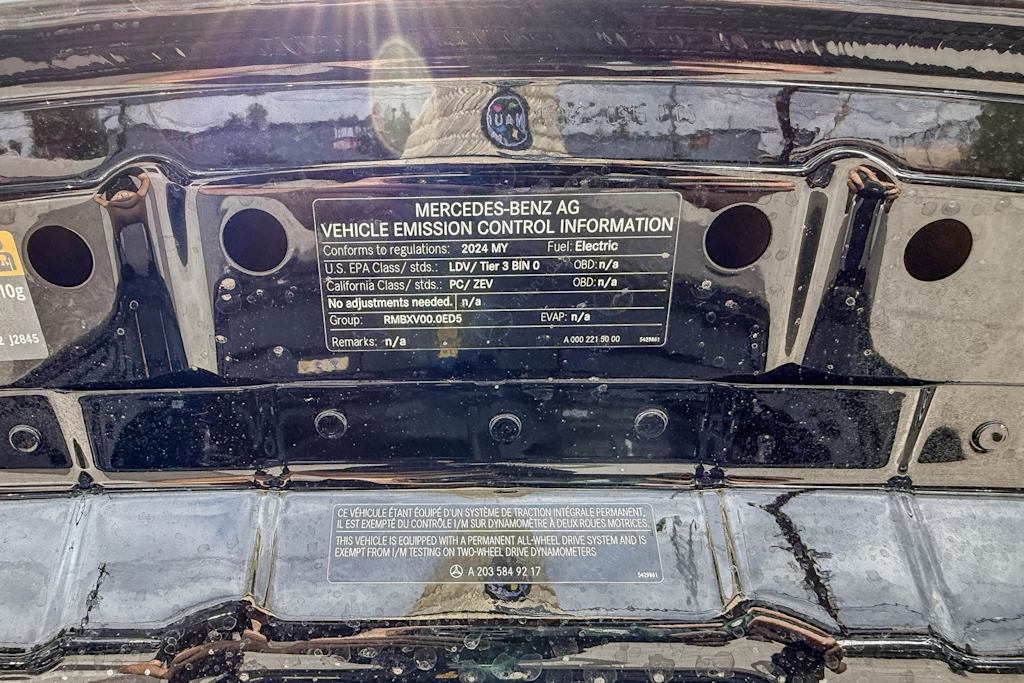 MERCEDES-BENZ AG
VEHICLE EMISSION CONTROL INFORMATION
Conforms to regulations: 2024 MY Fuel: Electric
U.S. EPA Class/ stds.: LDV/ Tier 3 BIN 0 OBD: n/a
California Class/ stds.: PC/ ZEV OBD: n/a
No adjustments needed. n/a
Group: RMBXV00.0ED5 EVAP: n/a
Remarks: n/a A 000 221 50 00 5429861
10g
J2845
CE VÉHICULE ÉTANT ÉQUIPÉ D'UN SYSTÈME DE TRACTION INTÉGRALE PERMANENT,
IL EST EXEMPTÉ DU CONTRÔLE I/M SUR DYNAMOMÈTRE À DEUX ROUES MOTRICES.
THIS VEHICLE IS EQUIPPED WITH A PERMANENT ALL-WHEEL DRIVE SYSTEM AND IS
EXEMPT FROM I/M TESTING ON TWO-WHEEL DRIVE DYNAMOMETERS
A 203 584 92 17 5429861